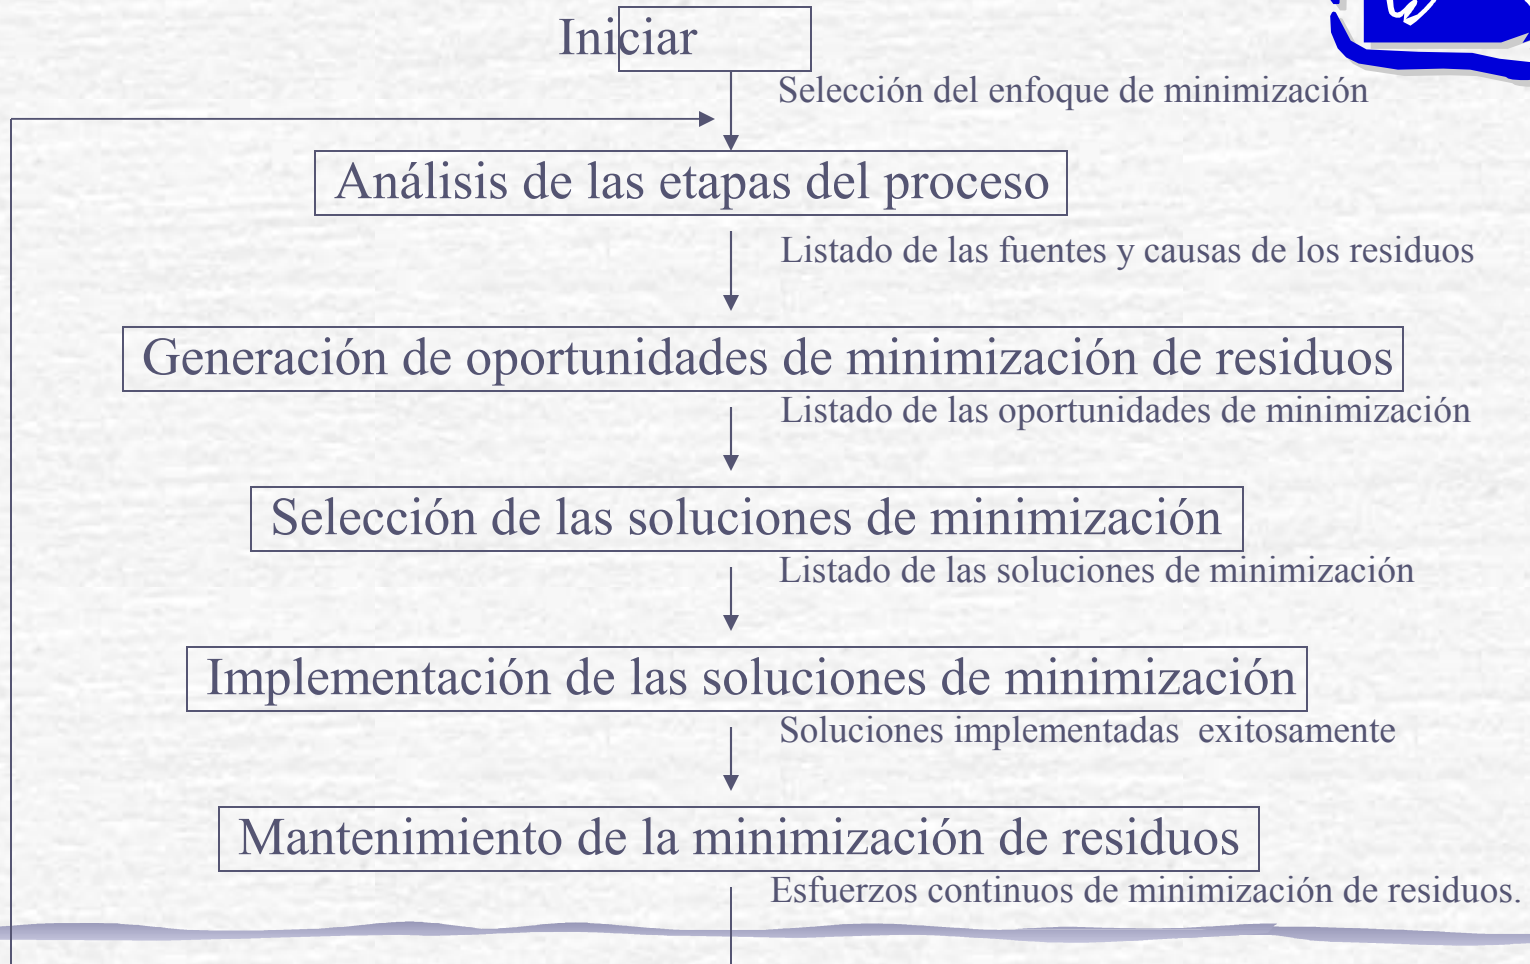 Iniciar
Selección del enfoque de minimización
Análisis de las etapas del proceso
Listado de las fuentes y causas de los residuos
Generación de oportunidades de minimización de residuos
Listado de las oportunidades de minimización
Selección de las soluciones de minimización
Listado de las soluciones de minimización
Implementación de las soluciones de minimización
Soluciones implementadas  exitosamente
Mantenimiento de la minimización de residuos
Esfuerzos continuos de minimización de residuos.